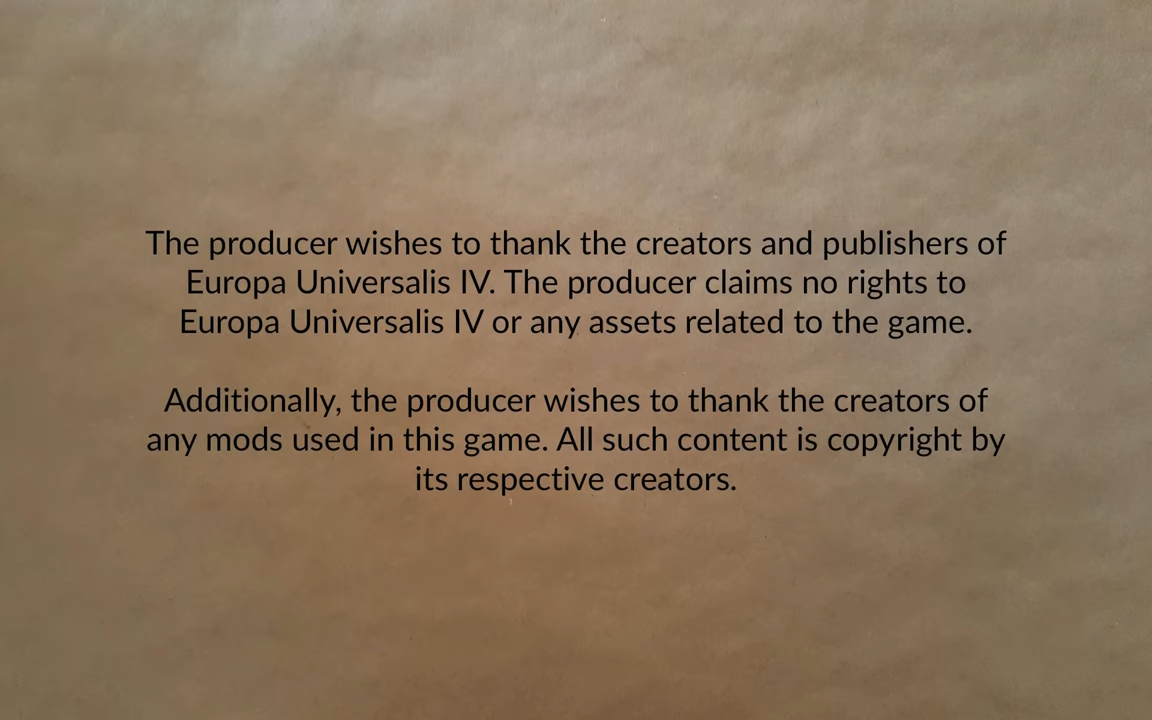 The producer wishes to thank the creators and publishers of
Europa Universalis IV. The producer claims no rights to
Europa Universalis IV or any assets related to the game.
Additionally, the producer wishes to thank the creators of
any mods used in this game. All such content is copyright by
its respective creators.